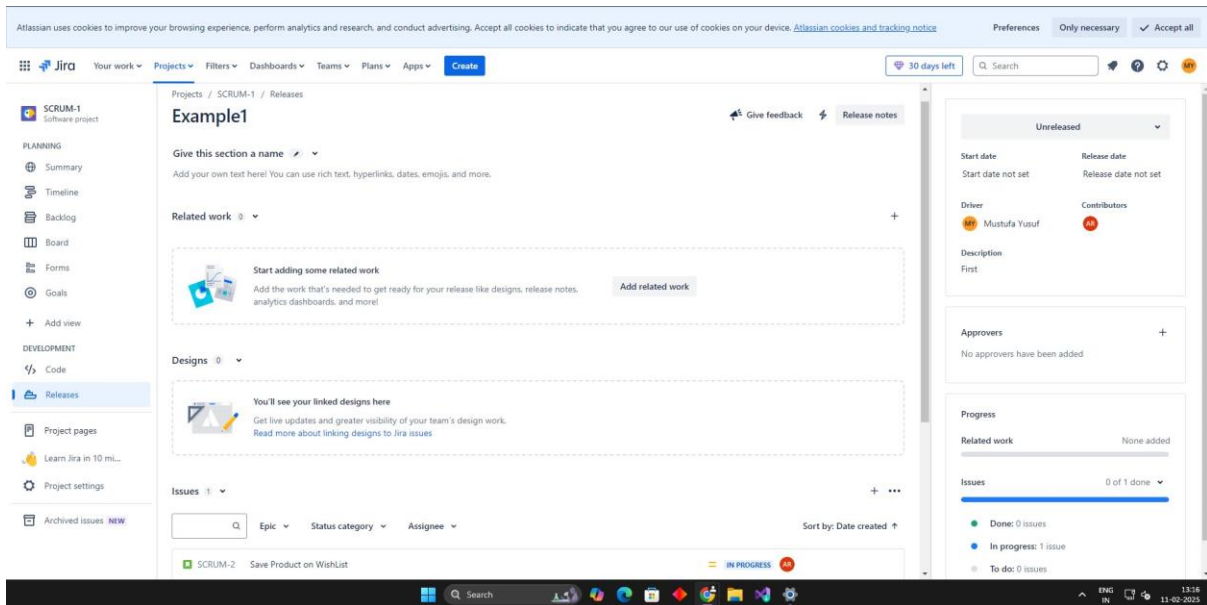 Atlassian uses cookies to improve your browsing experience, perform analytics and research, and conduct advertising. Accept all cookies to indicate that you agree to our use of cookies on your device. Atlassian cookies and tracking notice
Preferences
Only necessary
Accept all
Jira
Your work
Projects
Filters
Dashboards
Teams
Plans
Apps
Create
30 days left
Search
MY
SCRUM-1
Software project
PLANNING
Summary
Timeline
Backlog
Board
Forms
Goals
Add view
DEVELOPMENT
Code
Releases
Project pages
Learn Jira in 10 mi...
Project settings
Archived issues NEW
Projects / SCRUM-1 / Releases
Example1
Give feedback
Release notes
Give this section a name
Add your own text here! You can use rich text, hyperlinks, dates, emojis, and more.
Related work 0
Start adding some related work
Add the work that's needed to get ready for your release like designs, release notes,
analytics dashboards, and more!
Add related work
Designs 0
You'll see your linked designs here
Get live updates and greater visibility of your team's design work.
Read more about linking designs to Jira issues
Issues 1
Epic
Status category
Assignee
Sort by: Date created
SCRUM-2 Save Product on WishList
IN PROGRESS
AR
Unreleased
Start date
Release date
Start date not set
Release date not set
Driver
Contributors
MY Mustufa Yusuf
AR
Description
First
Approvers
No approvers have been added
Progress
Related work
None added
Issues
0 of 1 done
Done: 0 issues
In progress: 1 issue
To do: 0 issues
Search
ENG
IN
13:16
11-02-2025